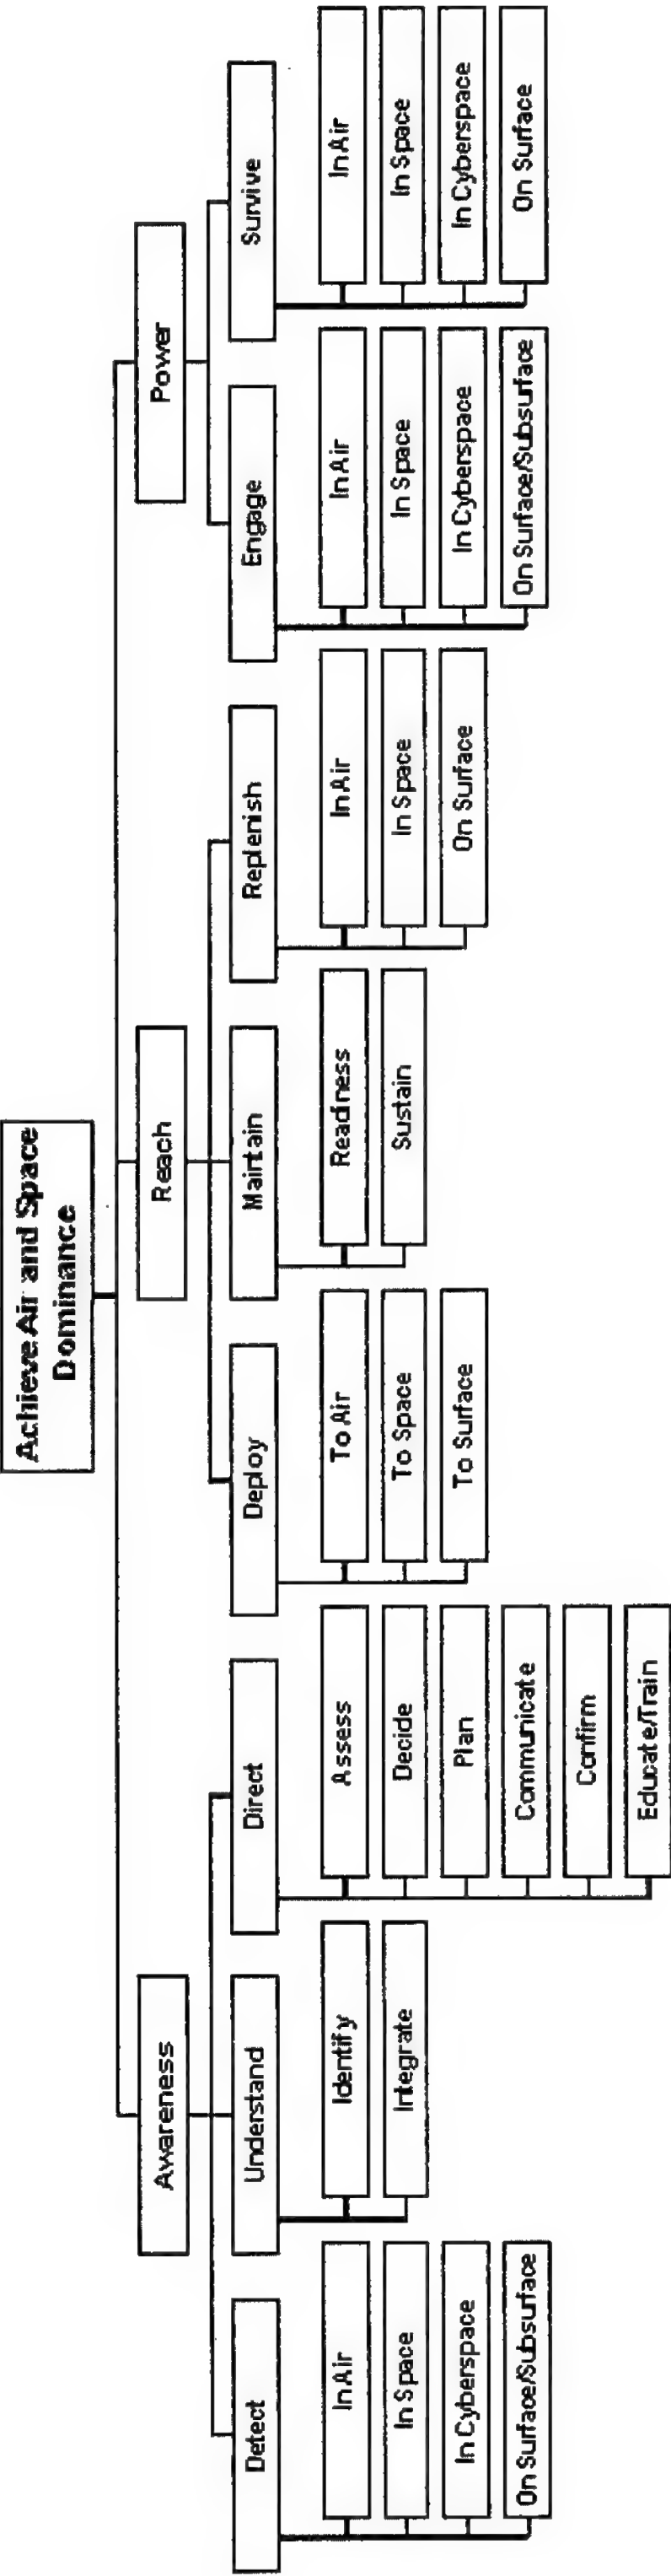 Achieve Air and Space
Dominance
Awareness
Reach
Power
Detect
Understand
Direct
Deploy
Maintain
Replenish
Engage
Survive
In Air
In Space
In Cyberspace
On Surface/Subsurface
Identify
Integrate
Assess
Decide
Plan
Communicate
Confirm
Educate/Train
To Air
To Space
To Surface
Readiness
Sustain
In Air
In Space
On Surface
In Air
In Space
In Cyberspace
On Surface/Subsurface
In Air
In Space
In Cyberspace
On Surface